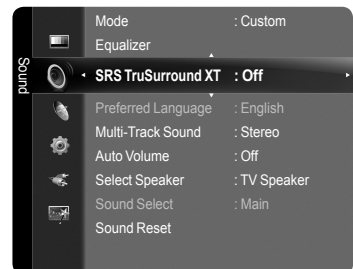 Sound
Mode : Custom
Equalizer
SRS TruSurround XT : Off
Preferred Language : English
Multi-Track Sound : Stereo
Auto Volume : Off
Select Speaker : TV Speaker
Sound Select : Main
Sound Reset